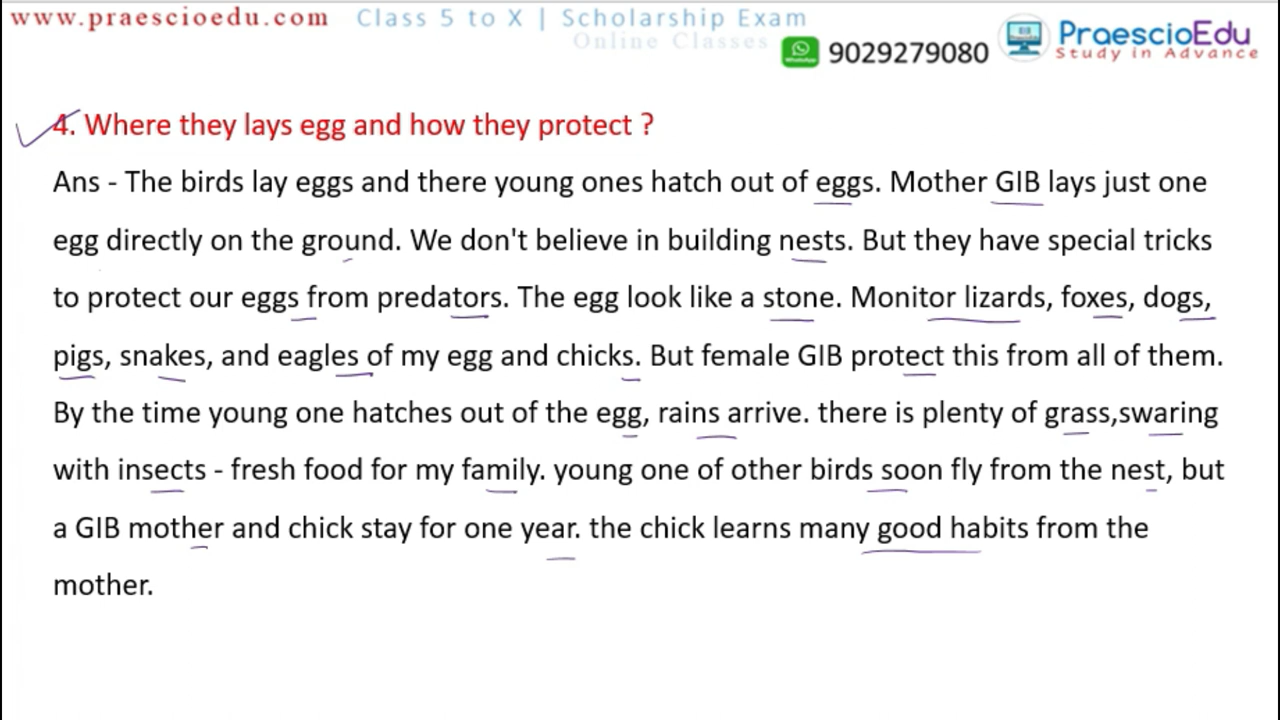 www.praescioedu.com Class 5 to X | Scholarship Exam
Online Classes
9029279080
PraescioEdu
Study in Advance
4. Where they lays egg and how they protect ?
Ans - The birds lay eggs and there young ones hatch out of eggs. Mother GIB lays just one
egg directly on the ground. We don't believe in building nests. But they have special tricks
to protect our eggs from predators. The egg look like a stone. Monitor lizards, foxes, dogs,
pigs, snakes, and eagles of my egg and chicks. But female GIB protect this from all of them.
By the time young one hatches out of the egg, rains arrive. there is plenty of grass,swaring
with insects - fresh food for my family. young one of other birds soon fly from the nest, but
a GIB mother and chick stay for one year. the chick learns many good habits from the
mother.